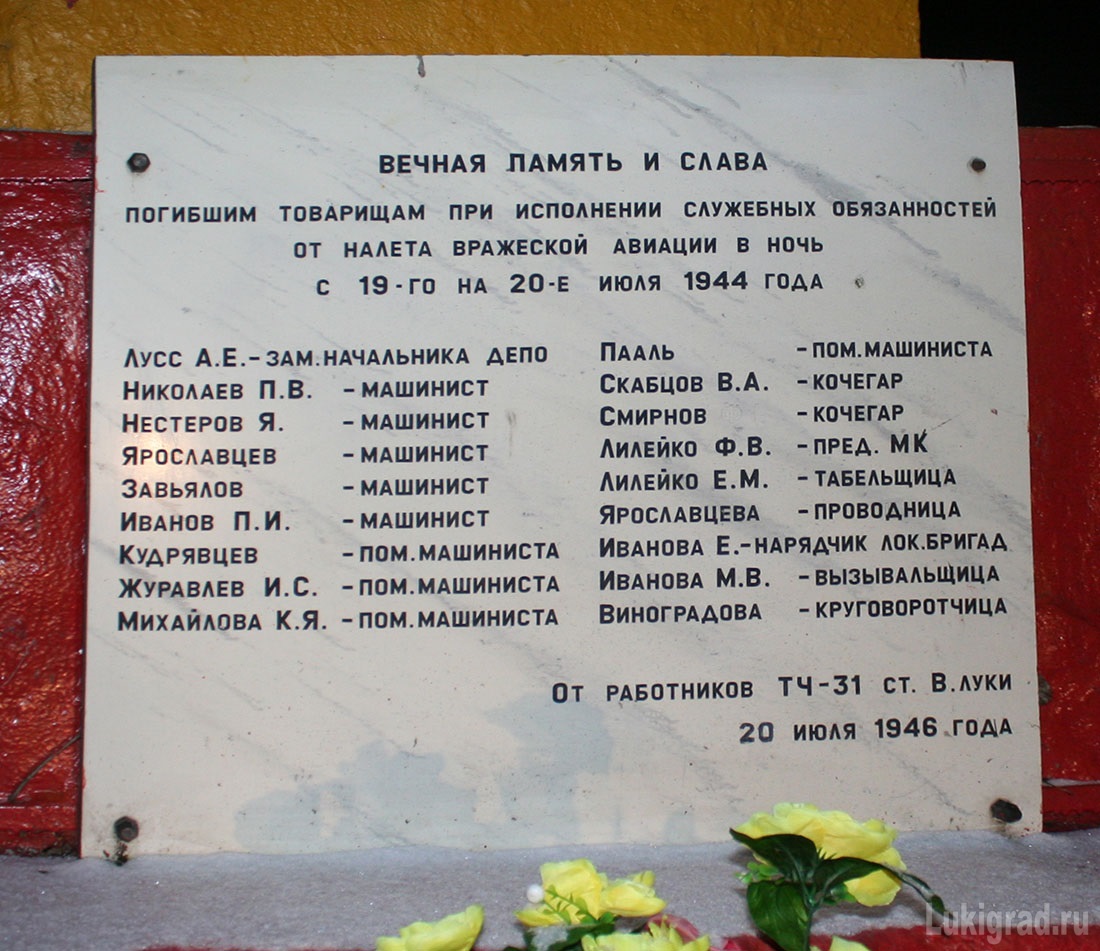 ВЕЧНАЯ ПАМЯТЬ И СЛАВА
ПОГИБШИМ ТОВАРИЩАМ ПРИ ИСПОЛНЕНИИ СЛУЖЕБНЫХ ОБЯЗАННОСТЕЙ
ОТ НАЛЕТА ВРАЖЕСКОЙ АВИАЦИИ В НОЧЬ
С 19-ГО НА 20-Е ИЮЛЯ 1944 ГОДА
ЛУСС А.Е.-ЗАМ.НАЧАЛЬНИКА ДЕПО
НИКОЛАЕВ П.В. -МАШИНИСТ
НЕСТЕРОВ Я. -МАШИНИСТ
ЯРОСЛАВЦЕВ -МАШИНИСТ
ЗАВЬЯЛОВ -МАШИНИСТ
ИВАНОВ П.И. -МАШИНИСТ
КУДРЯВЦЕВ -ПОМ.МАШИНИСТА
ЖУРАВЛЕВ И.С. -ПОМ.МАШИНИСТА
МИХАЙЛОВА К.Я. -ПОМ.МАШИНИСТА
ПААЛЬ -ПОМ.МАШИНИСТА
СКАБЦОВ В.А. -КОЧЕГАР
СМИРНОВ -КОЧЕГАР
ЛИЛЕЙКО Ф.В. -ПРЕД. МК
ЛИЛЕЙКО Е.М. -ТАБЕЛЬЩИЦА
ЯРОСЛАВЦЕВА -ПРОВОДНИЦА
ИВАНОВА Е.-НАРЯДЧИК ЛОК.БРИГАД
ИВАНОВА М.В. -ВЫЗЫВАЛЬЩИЦА
ВИНОГРАДОВА -КРУГОВОРОТЧИЦА
ОТ РАБОТНИКОВ ТЧ-31 СТ. В.ЛУКИ
20 ИЮЛЯ 1946 ГОДА
Lukigrad.ru